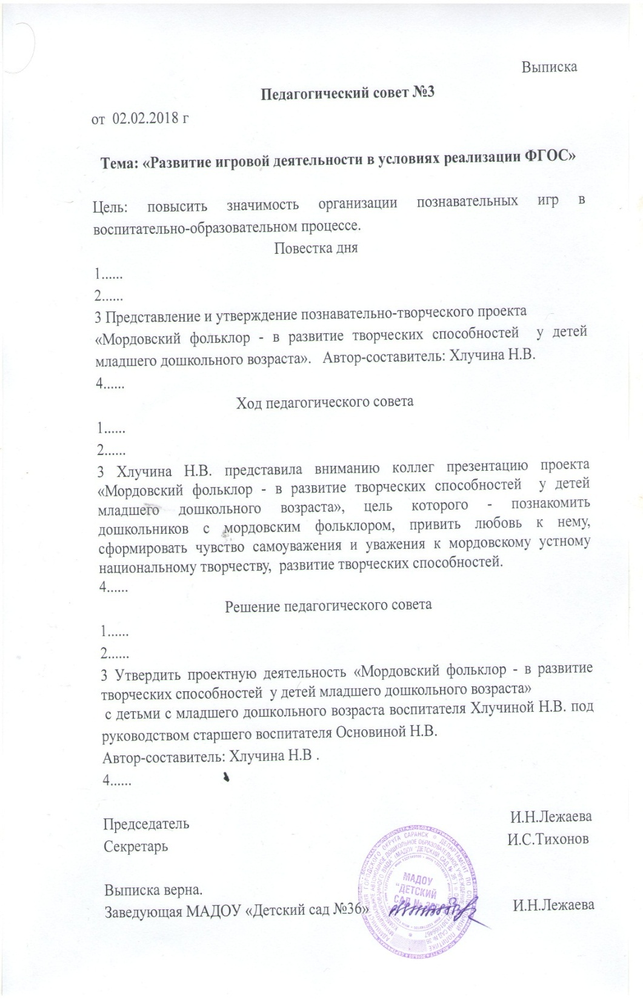 Выписка
Педагогический совет №3
от 02.02.2018 г
Тема: «Развитие игровой деятельности в условиях реализации ФГОС»
Цель: повысить значимость организации познавательных игр в
воспитательно-образовательном процессе.
Повестка дня
1......
2......
3 Представление и утверждение познавательно-творческого проекта
«Мордовский фольклор - в развитие творческих способностей у детей
младшего дошкольного возраста». Автор-составитель: Хлучина Н.В.
4......
Ход педагогического совета
1......
2......
3 Хлучина Н.В. представила вниманию коллег презентацию проекта
«Мордовский фольклор - в развитие творческих способностей у детей
младшего дошкольного возраста», цель которого - познакомить
дошкольников с мордовским фольклором, привить любовь к нему,
сформировать чувство самоуважения и уважения к мордовскому устному
национальному творчеству, развитие творческих способностей.
4......
Решение педагогического совета
1......
2......
3 Утвердить проектную деятельность «Мордовский фольклор - в развитие
творческих способностей у детей младшего дошкольного возраста»
с детьми с младшего дошкольного возраста воспитателя Хлучиной Н.В. под
руководством старшего воспитателя Основиной Н.В.
Автор-составитель: Хлучина Н.В .
4......
Председатель И.Н.Лежаева
Секретарь И.С.Тихонов
Выписка верна.
Заведующая МАДОУ «Детский сад №36» И.Н.Лежаева
МАДОУ
"ДЕТСКИЙ
САД № 36"